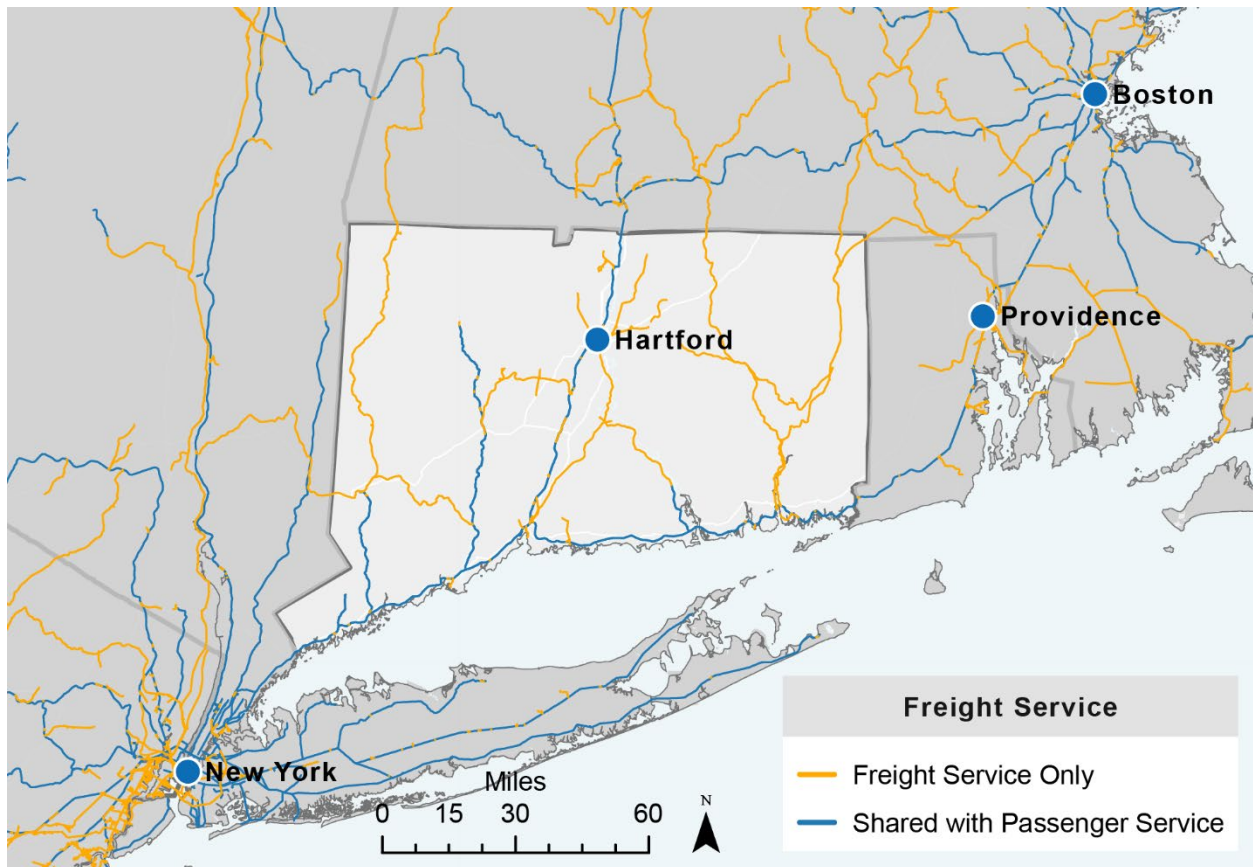 Boston
Providence
Hartford
New York
Miles
0 15 30 60
N
Freight Service
Freight Service Only
Shared with Passenger Service